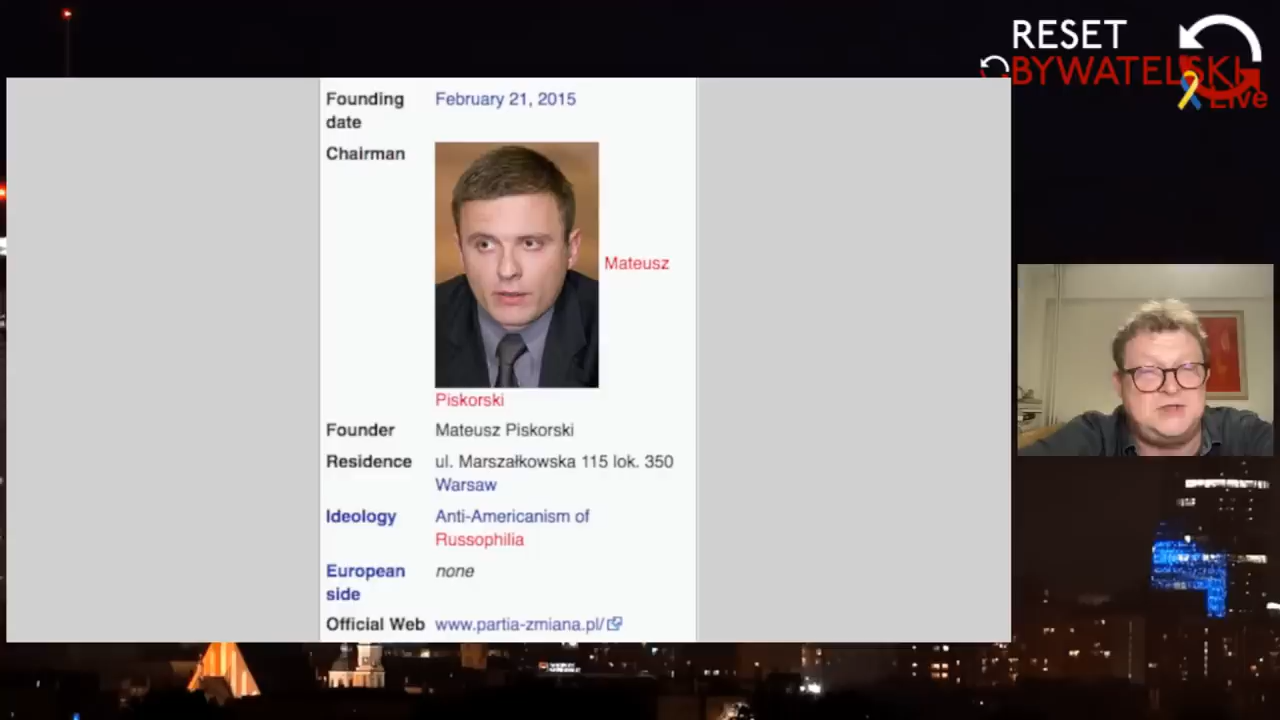 RESET
OBYWATELSKI
Live
Founding date
February 21, 2015
Chairman
Mateusz
Piskorski
Founder
Mateusz Piskorski
Residence
ul. Marszałkowska 115 lok. 350
Warsaw
Ideology
Anti-Americanism of
Russophilia
European side
none
Official Web
www.partia-zmiana.pl/